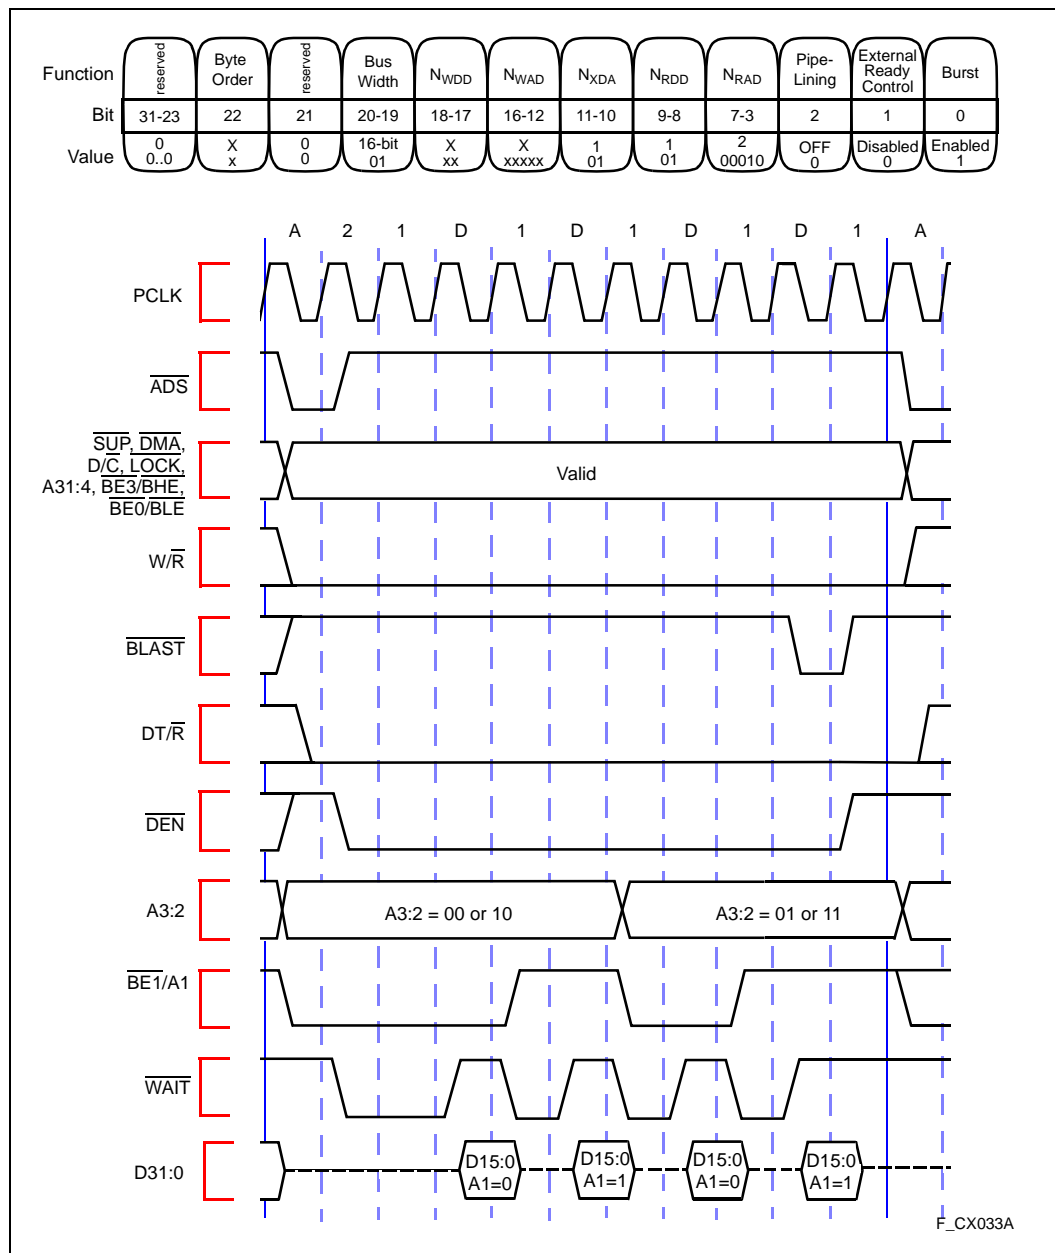 Function reserved Byte Order reserved Bus Width NWDD NWAD NXDA NRDD NRAD Pipe-Lining External Ready Control Burst
Bit 31-23 22 21 20-19 18-17 16-12 11-10 9-8 7-3 2 1 0
Value 0 0..0 X x 0 0 16-bit 01 X xx X xxxxx 1 01 1 01 2 00010 OFF 0 Disabled 0 Enabled 1
A 2 1 D 1 D 1 D 1 D 1 A
PCLK
ADS
SUP, DMA,
D/C, LOCK,
A31:4, BE3/BHE,
BE0/BLE
Valid
W/R
BLAST
DT/R
DEN
A3:2 A3:2 = 00 or 10 A3:2 = 01 or 11
BE1/A1
WAIT
D31:0
D15:0 D15:0 D15:0 D15:0
A1=0 A1=1 A1=0 A1=1
F_CX033A